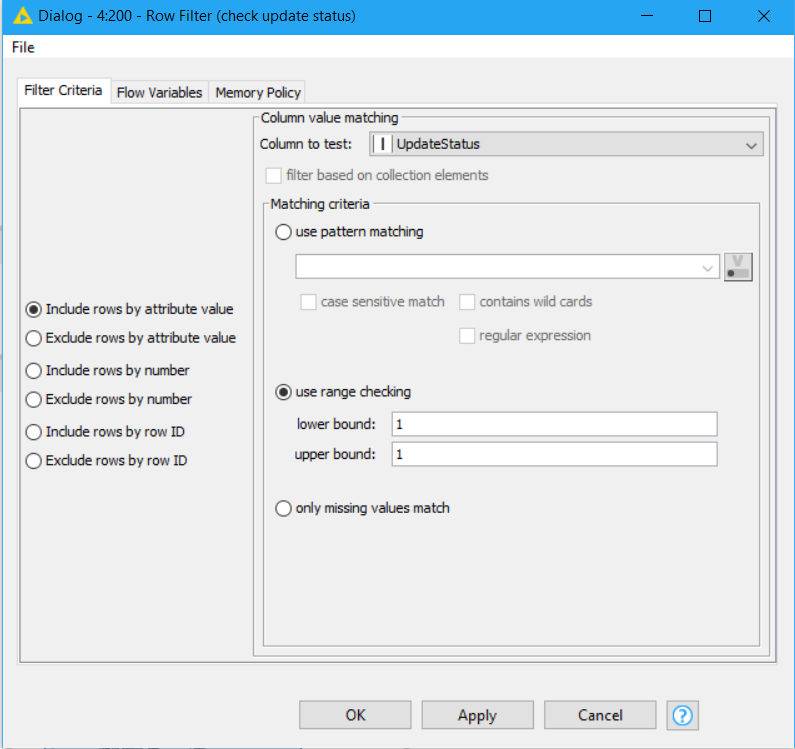 Dialog - 4:200 - Row Filter (check update status)
File
Filter Criteria Flow Variables Memory Policy
Column value matching
Column to test: I UpdateStatus
filter based on collection elements
Matching criteria
use pattern matching
V
case sensitive match contains wild cards
regular expression
Include rows by attribute value
Exclude rows by attribute value
Include rows by number
Exclude rows by number
Include rows by row ID
Exclude rows by row ID
use range checking
lower bound: 1
upper bound: 1
only missing values match
OK Apply Cancel ?